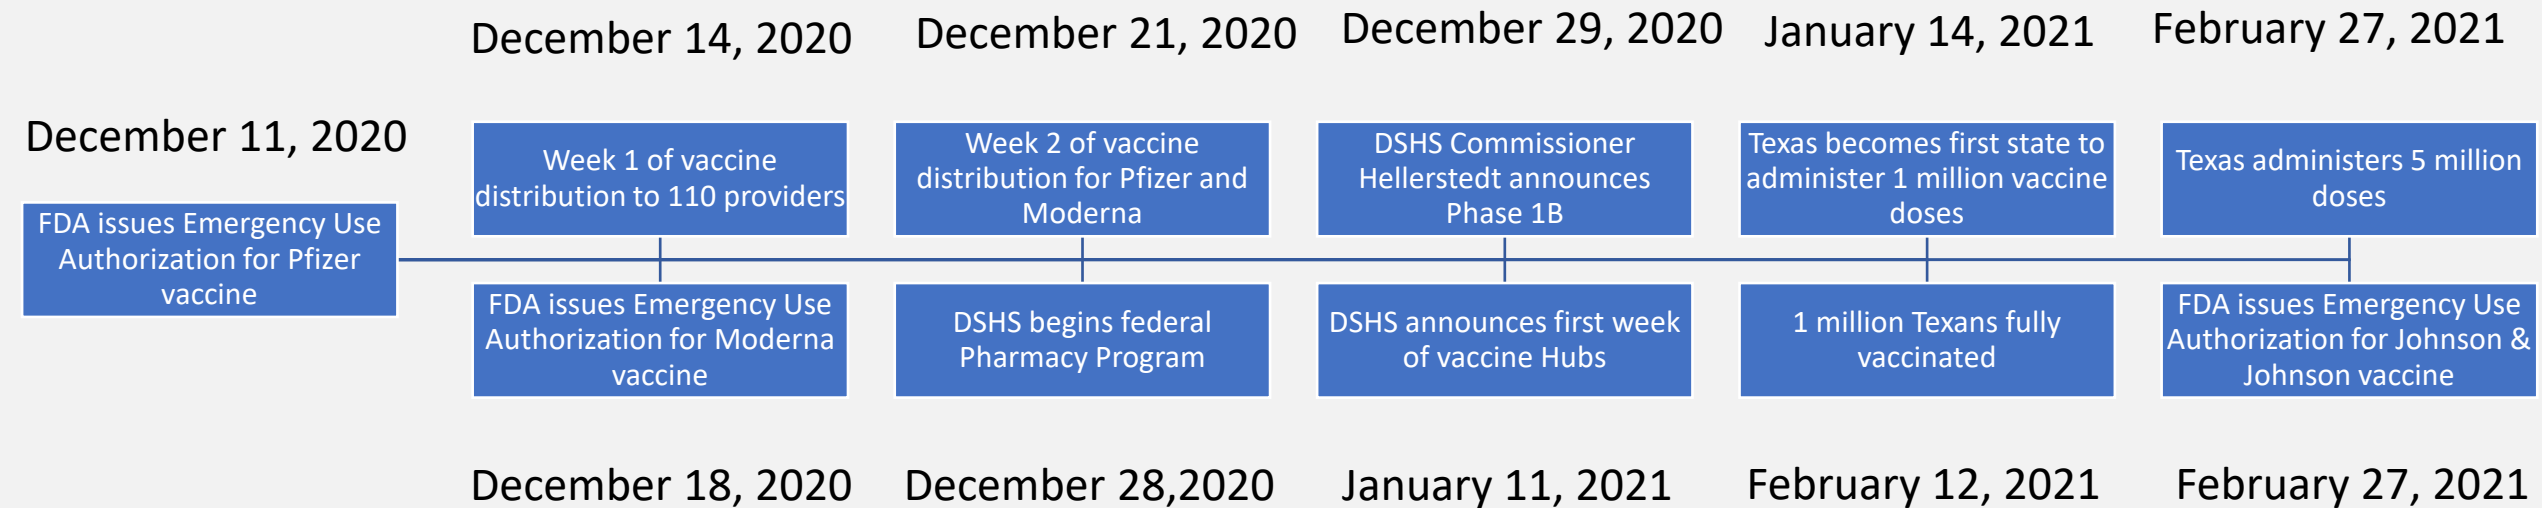 December 11, 2020
FDA issues Emergency Use
Authorization for Pfizer
vaccine
December 14, 2020
Week 1 of vaccine
distribution to 110 providers
FDA issues Emergency Use
Authorization for Moderna
vaccine
December 18, 2020
December 21, 2020
Week 2 of vaccine
distribution for Pfizer and
Moderna
DSHS begins federal
Pharmacy Program
December 28,2020
December 29, 2020
DSHS Commissioner
Hellerstedt announces
Phase 1B
DSHS announces first week
of vaccine Hubs
January 11, 2021
January 14, 2021
Texas becomes first state to
administer 1 million vaccine
doses
1 million Texans fully
vaccinated
February 12, 2021
February 27, 2021
Texas administers 5 million
doses
FDA issues Emergency Use
Authorization for Johnson &
Johnson vaccine
February 27, 2021